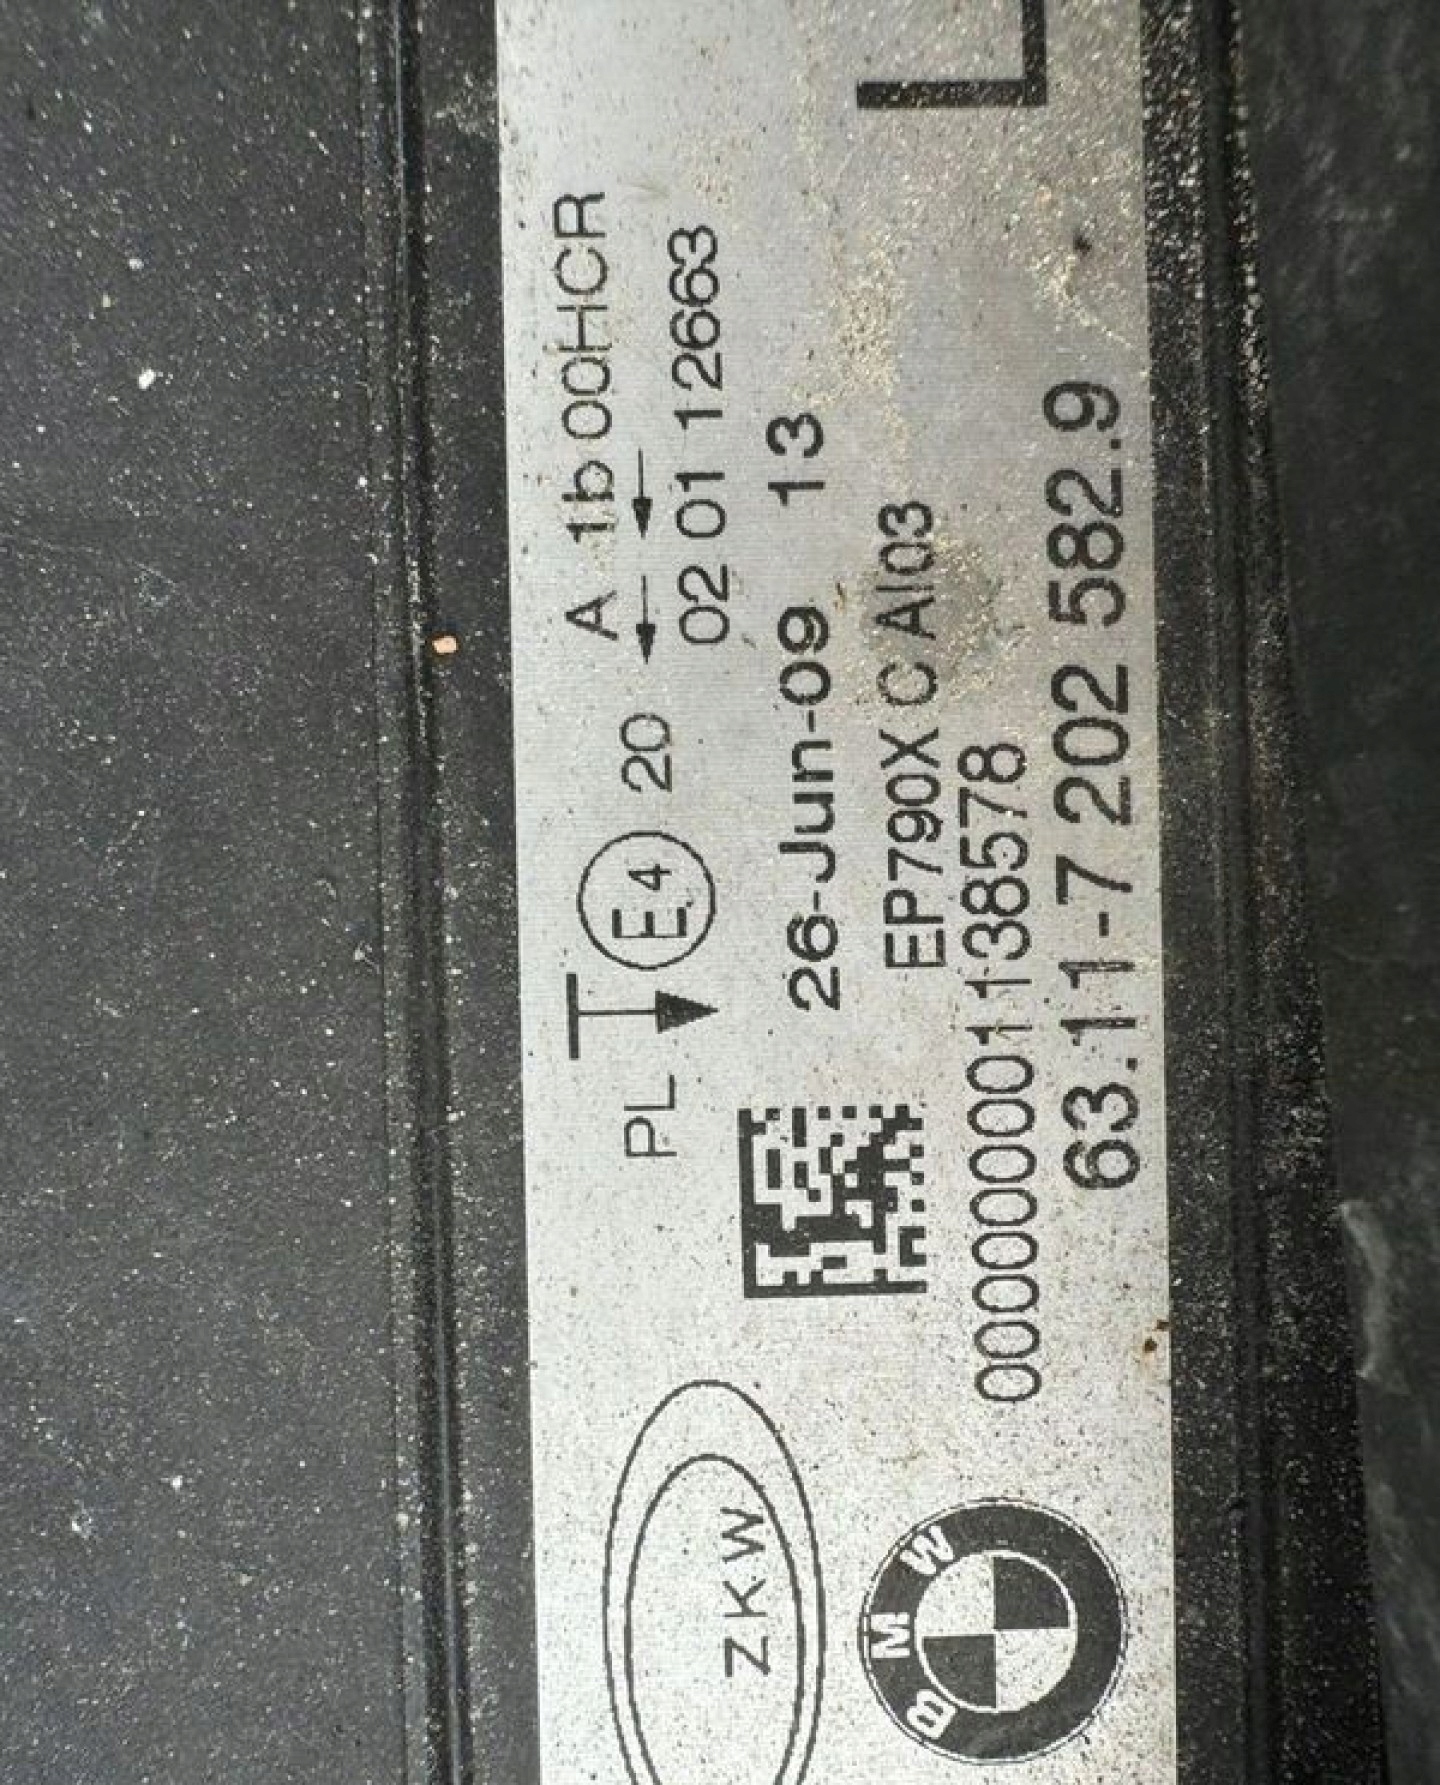 ZKW
PL E4 20 A 1b 00HCR
02 01 12663
26-Jun-09 13
EP790X C AI03
0000000001138578
63.11-7 202 582.9
BMW
L